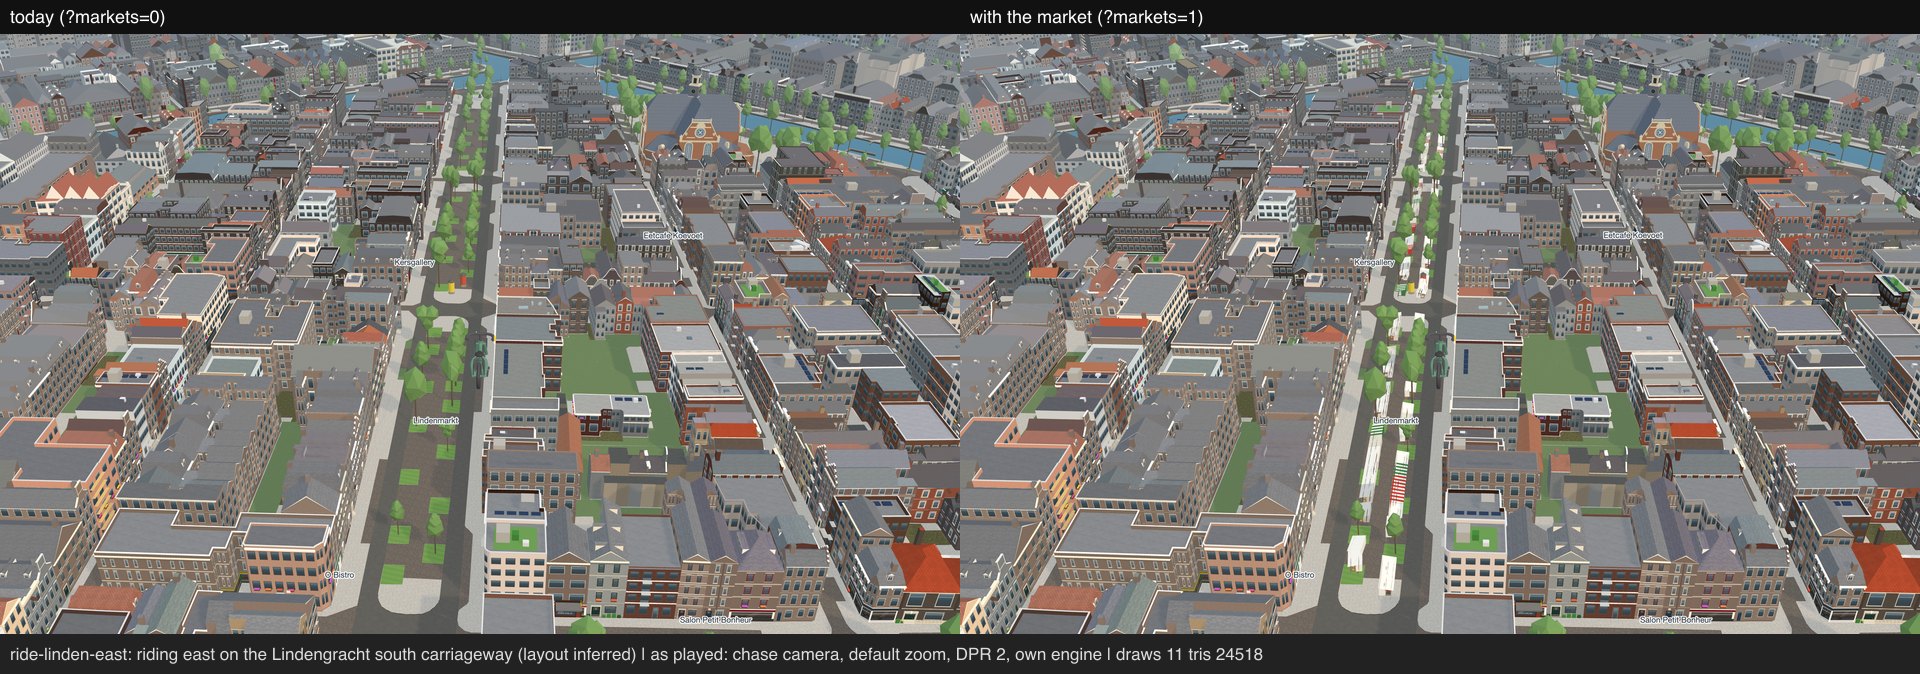 today (?markets=0)
with the market (?markets=1)
Eetcafe Koevoet
Kersgallery
Lindenmarkt
O Bistro
Salon Petit Bonheur
Eetcafe Koevoet
Kersgallery
Lindenmarkt
O Bistro
Salon Petit Bonheur
ride-linden-east: riding east on the Lindengracht south carriageway (layout inferred) | as played: chase camera, default zoom, DPR 2, own engine | draws 11 tris 24518